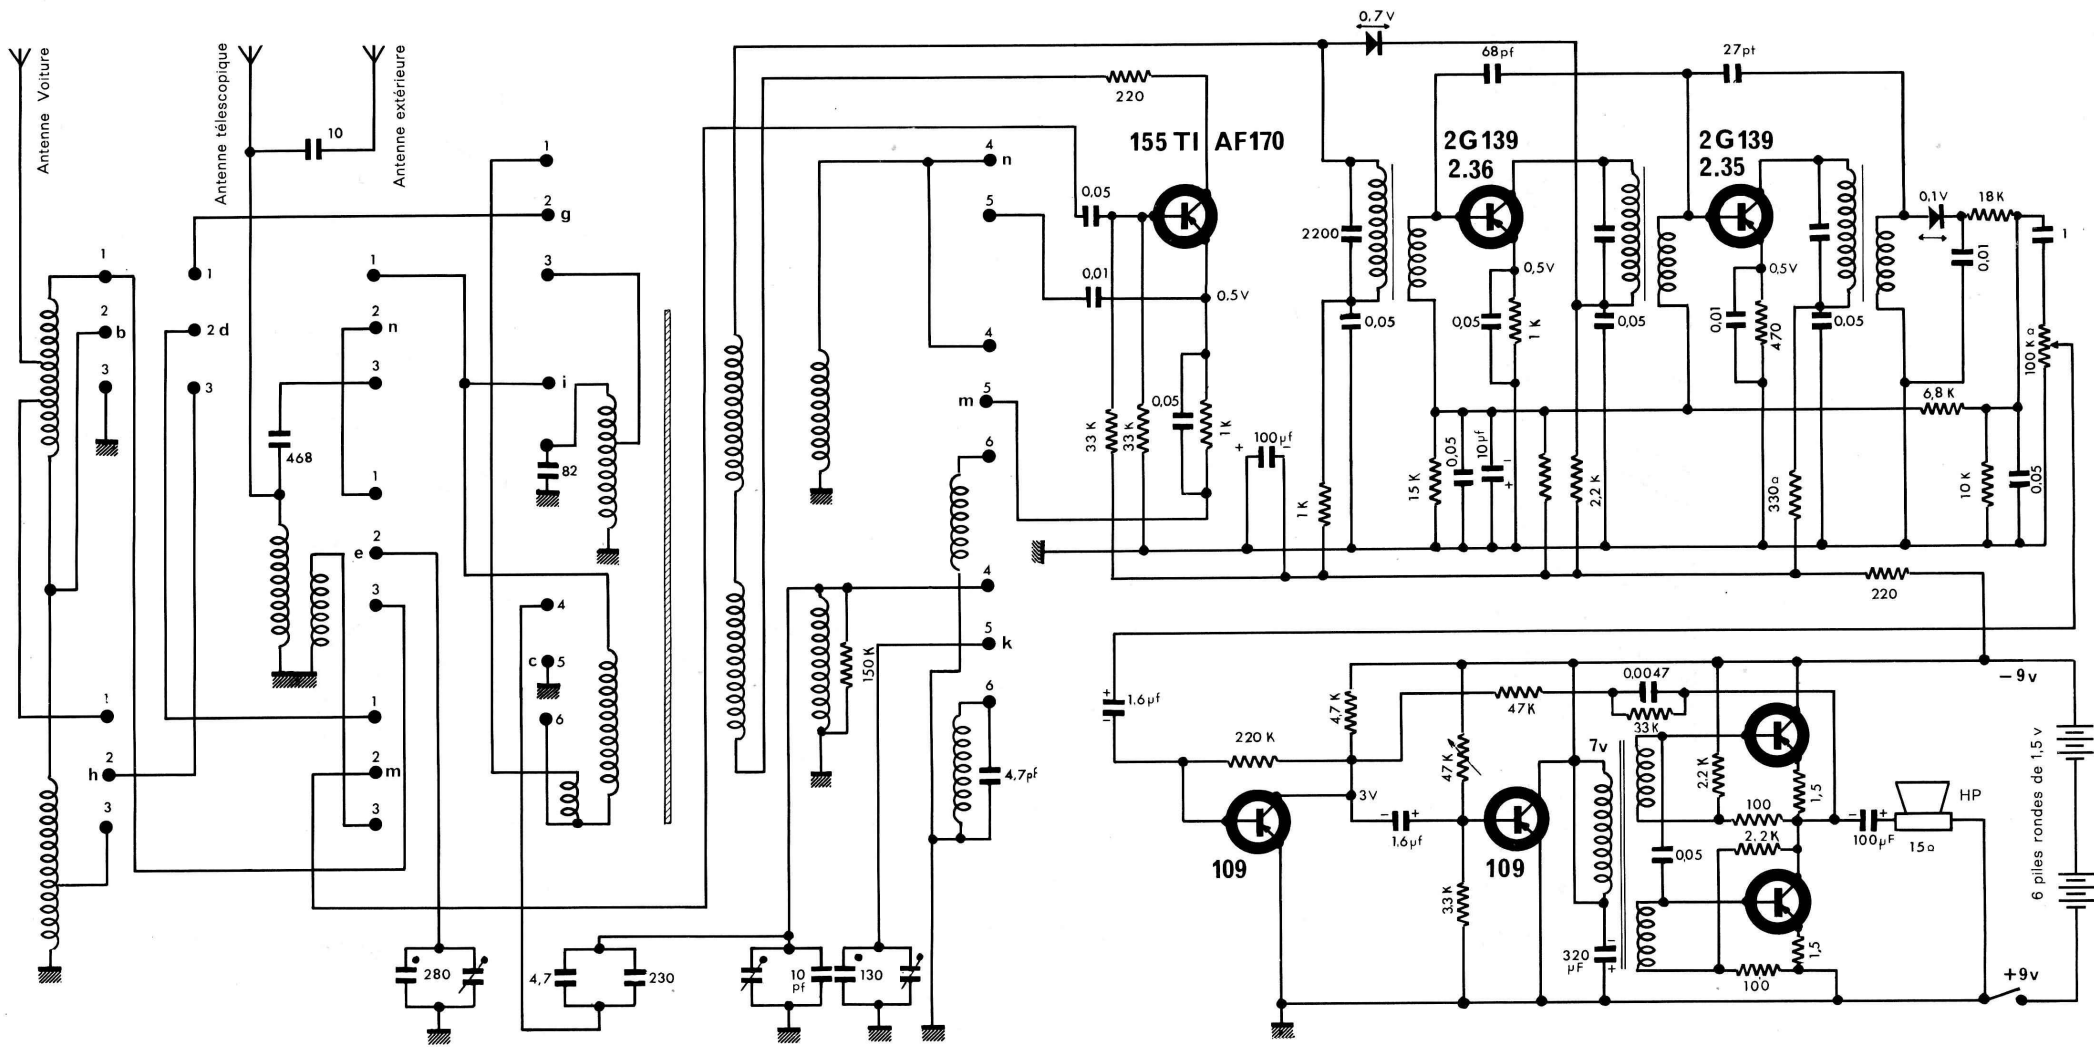 Antenne Voiture
Antenne télescopique
Antenne extérieure
10
1
2 g
3
i
1
2 b
3
1
2 d
3
1
2 n
3
468
82
1
e 2
3
4
c 5
6
1
h 2
3
1
2 m
3
280
4,7
230
10
pf
130
4 n
5
4
m 5
6
4
5 k
6
150 K
4,7pf
220
155 TI AF170
0,05
0,01
0.5V
33 K
33 K
0,05
1K
+ 100µf -
0,7 V
68pf
27pt
2G139
2.36
2G139
2.35
2200
0,05
0,5V
0,05
1 K
0,05
0,5V
0,01
470
0,05
0,1V
18K
0,01
1
100 KΩ
6,8 K
1K
15 K
0,05
10µf
-
+
2,2 K
330Ω
10 K
0,05
220
-9v
+
1.6µf
-
4,7 K
220 K
47K
0,0047
33K
47K
7v
3V
- +
1.6µf
109
109
3.3 K
2.2K
100
2.2K
0,05
1,5
1,5
100
- +
100µF
HP
15Ω
320
µF
-
+
6 piles rondes de 1,5 v
+9v